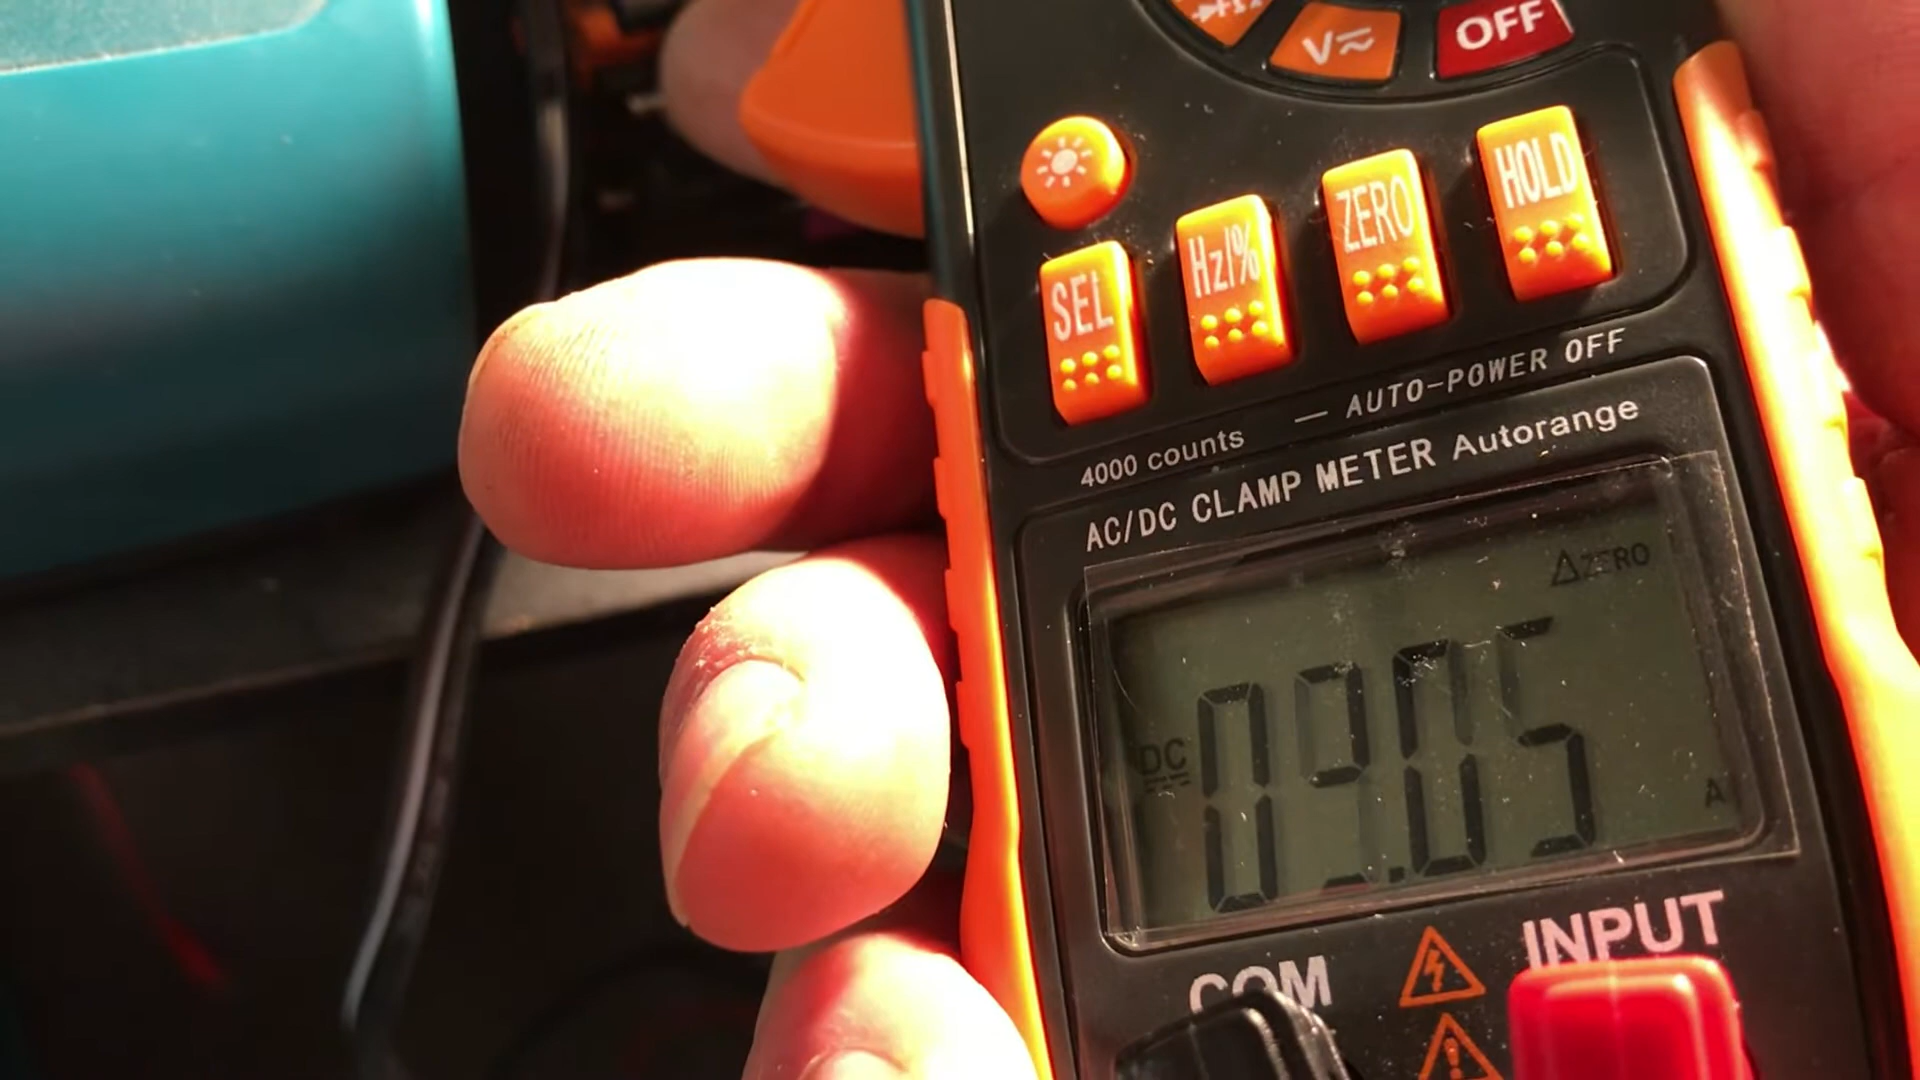 V≂
OFF
SEL
Hz/%
ZERO
HOLD
— AUTO-POWER OFF
4000 counts
AC/DC CLAMP METER Autorange
△ZERO
DC
09.05
A
COM
INPUT